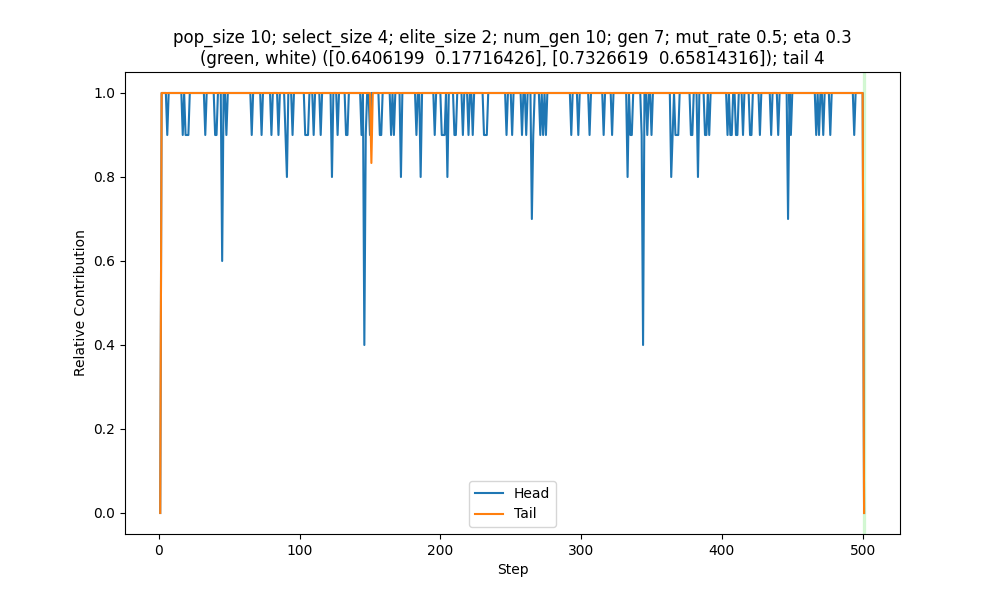 pop_size 10; select_size 4; elite_size 2; num_gen 10; gen 7; mut_rate 0.5; eta 0.3
(green, white) ([0.6406199  0.17716426], [0.7326619  0.65814316]); tail 4
1.0
0.8
0.6
0.4
0.2
0.0
Relative Contribution
Head
Tail
0
100
200
300
400
500
Step